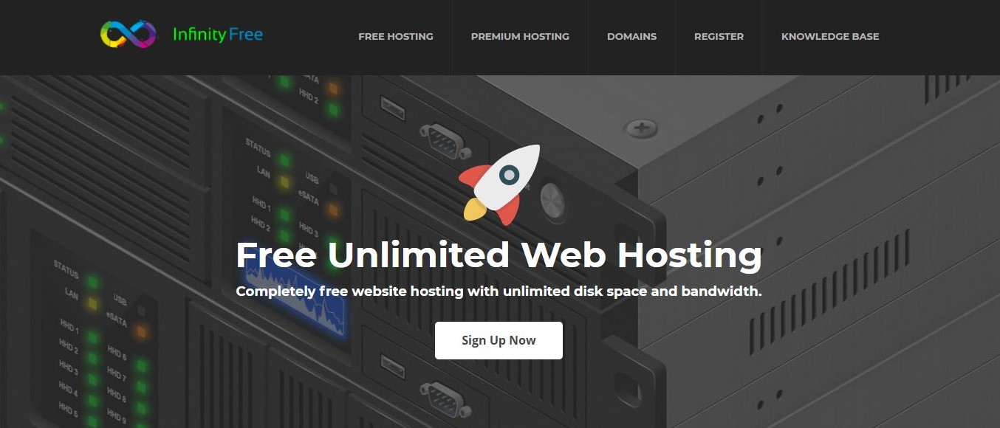 InfinityFree
FREE HOSTING
PREMIUM HOSTING
DOMAINS
REGISTER
KNOWLEDGE BASE
HHD 2
STATUS
LAN
USB
eSATA
HHD 1
HHD 2
HHD 3
Free Unlimited Web Hosting
Completely free website hosting with unlimited disk space and bandwidth.
Sign Up Now
STATUS
LAN
USB
eSATA
HHD 1
HHD 2
HHD 3
HHD 4
HHD 5
HHD 6
HHD 7
HHD 8
HHD 9